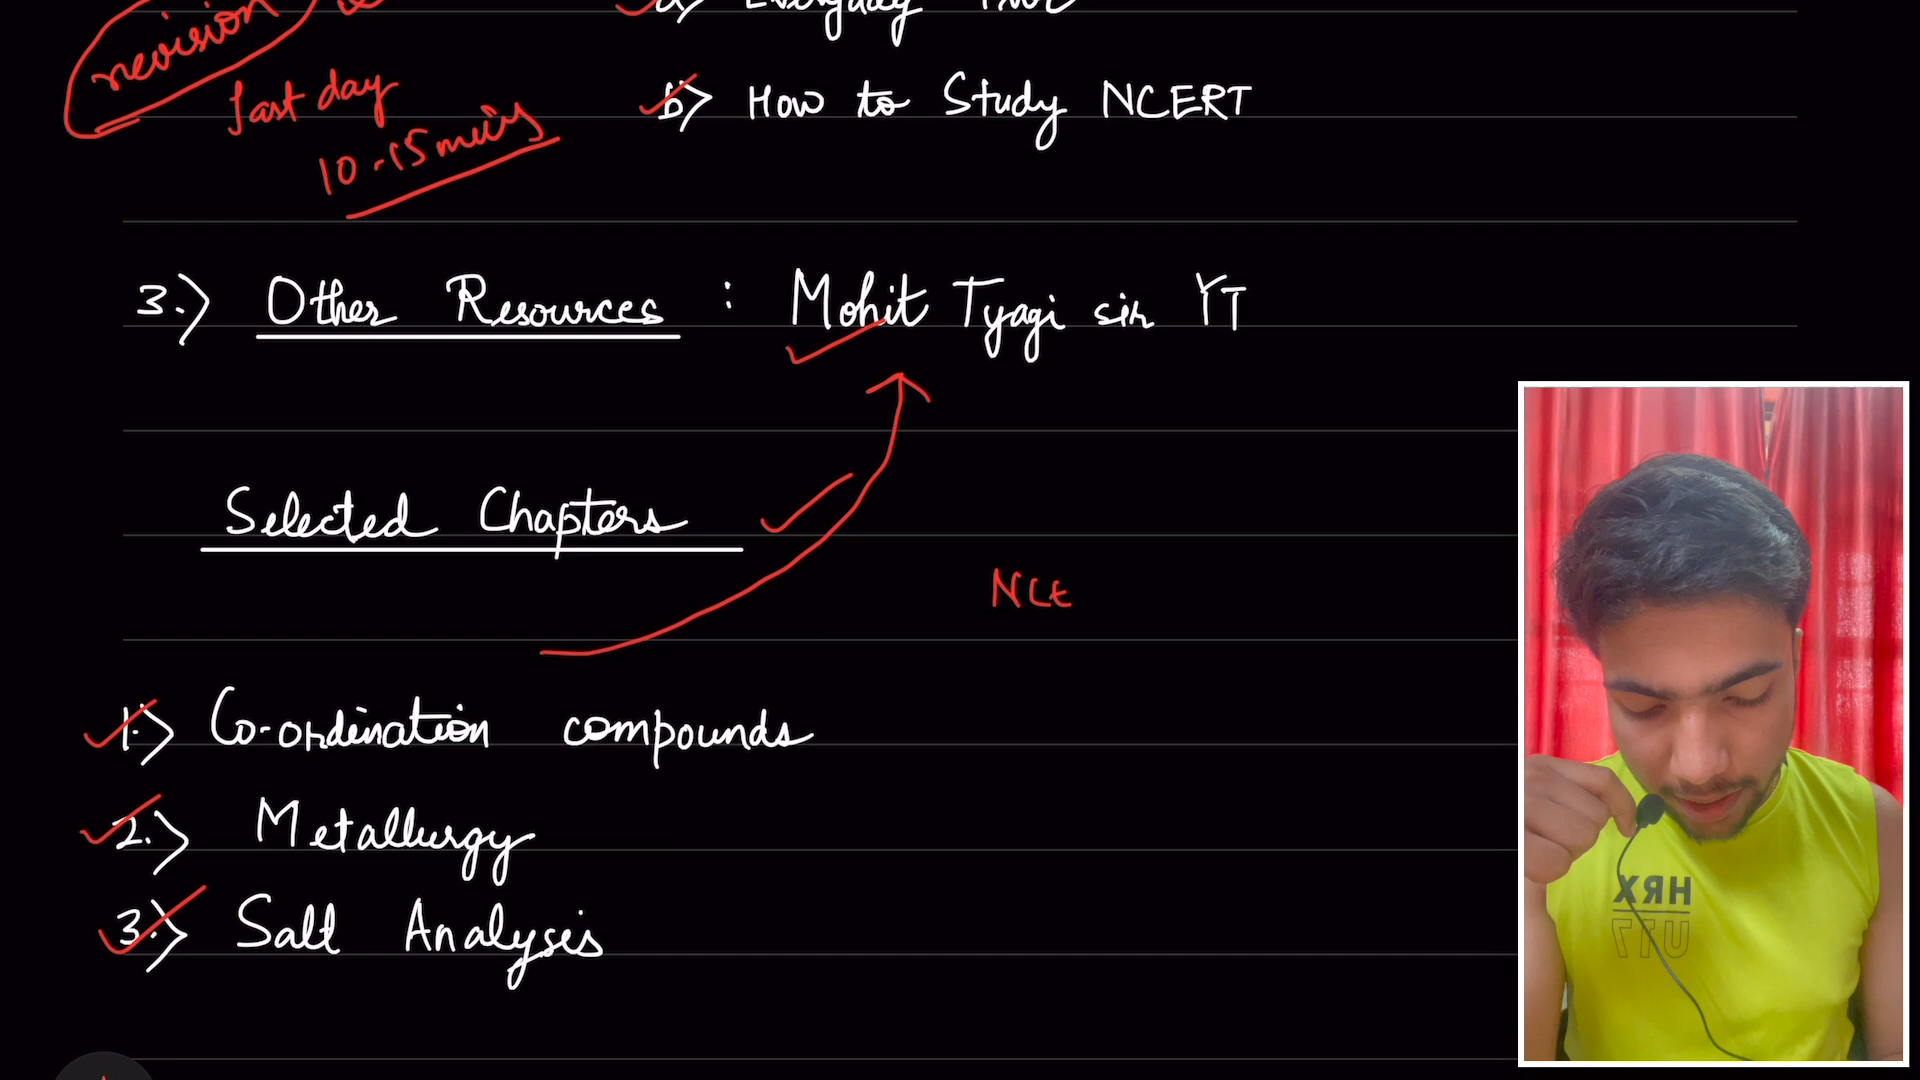 revision
last day
10-15 mins
a) Everyday
b) How to Study NCERT
3.) Other Resources : Mohit Tyagi sir YT
Selected Chapters
NCE
1.) Co-ordination compounds
2.) Metallurgy
3.) Salt Analysis
HRX